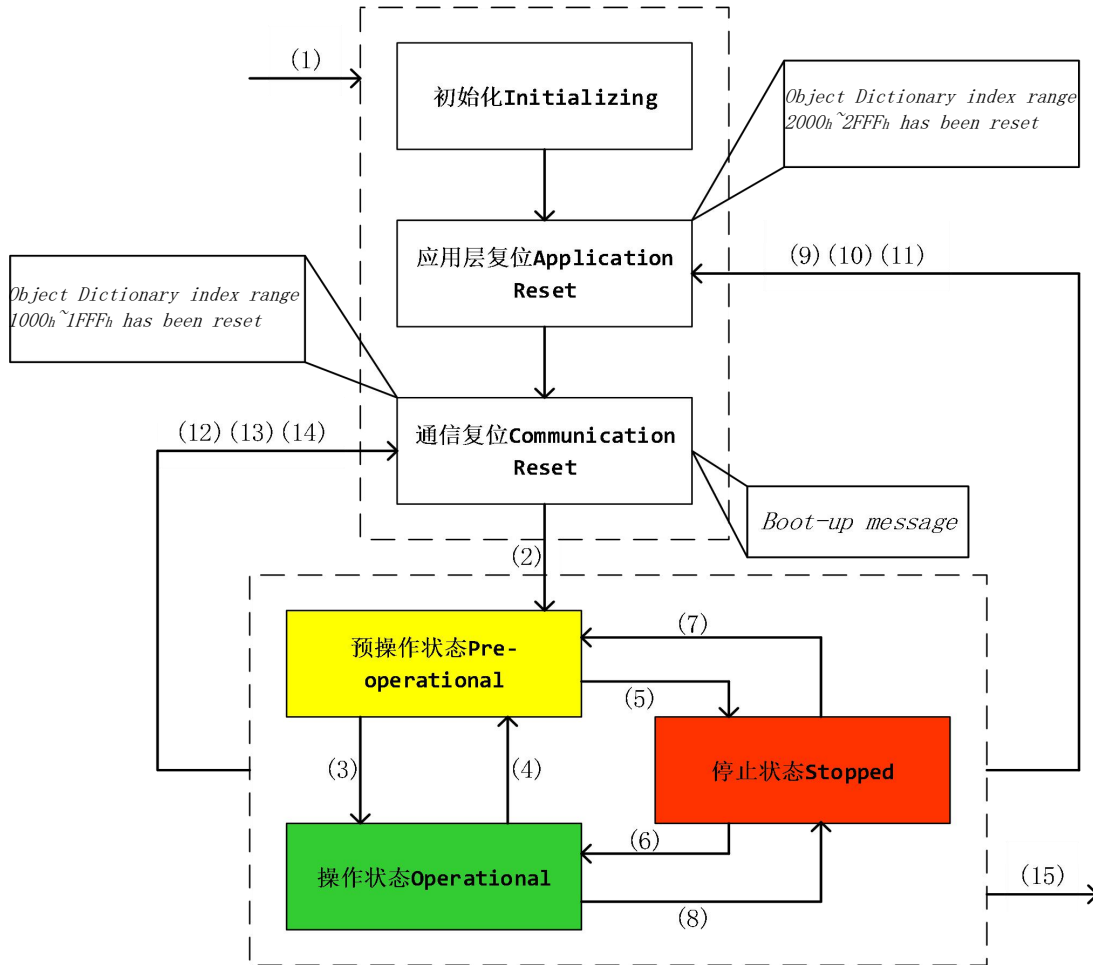 (1)
初始化Initializing
Object Dictionary index range
2000h~2FFFh has been reset
应用层复位Application
Reset
(9)(10)(11)
Object Dictionary index range
1000h~1FFFh has been reset
通信复位Communication
Reset
(12)(13)(14)
Boot-up message
(2)
预操作状态Pre-
operational
(7)
(5)
停止状态Stopped
(3)
(4)
(6)
操作状态Operational
(8)
(15)